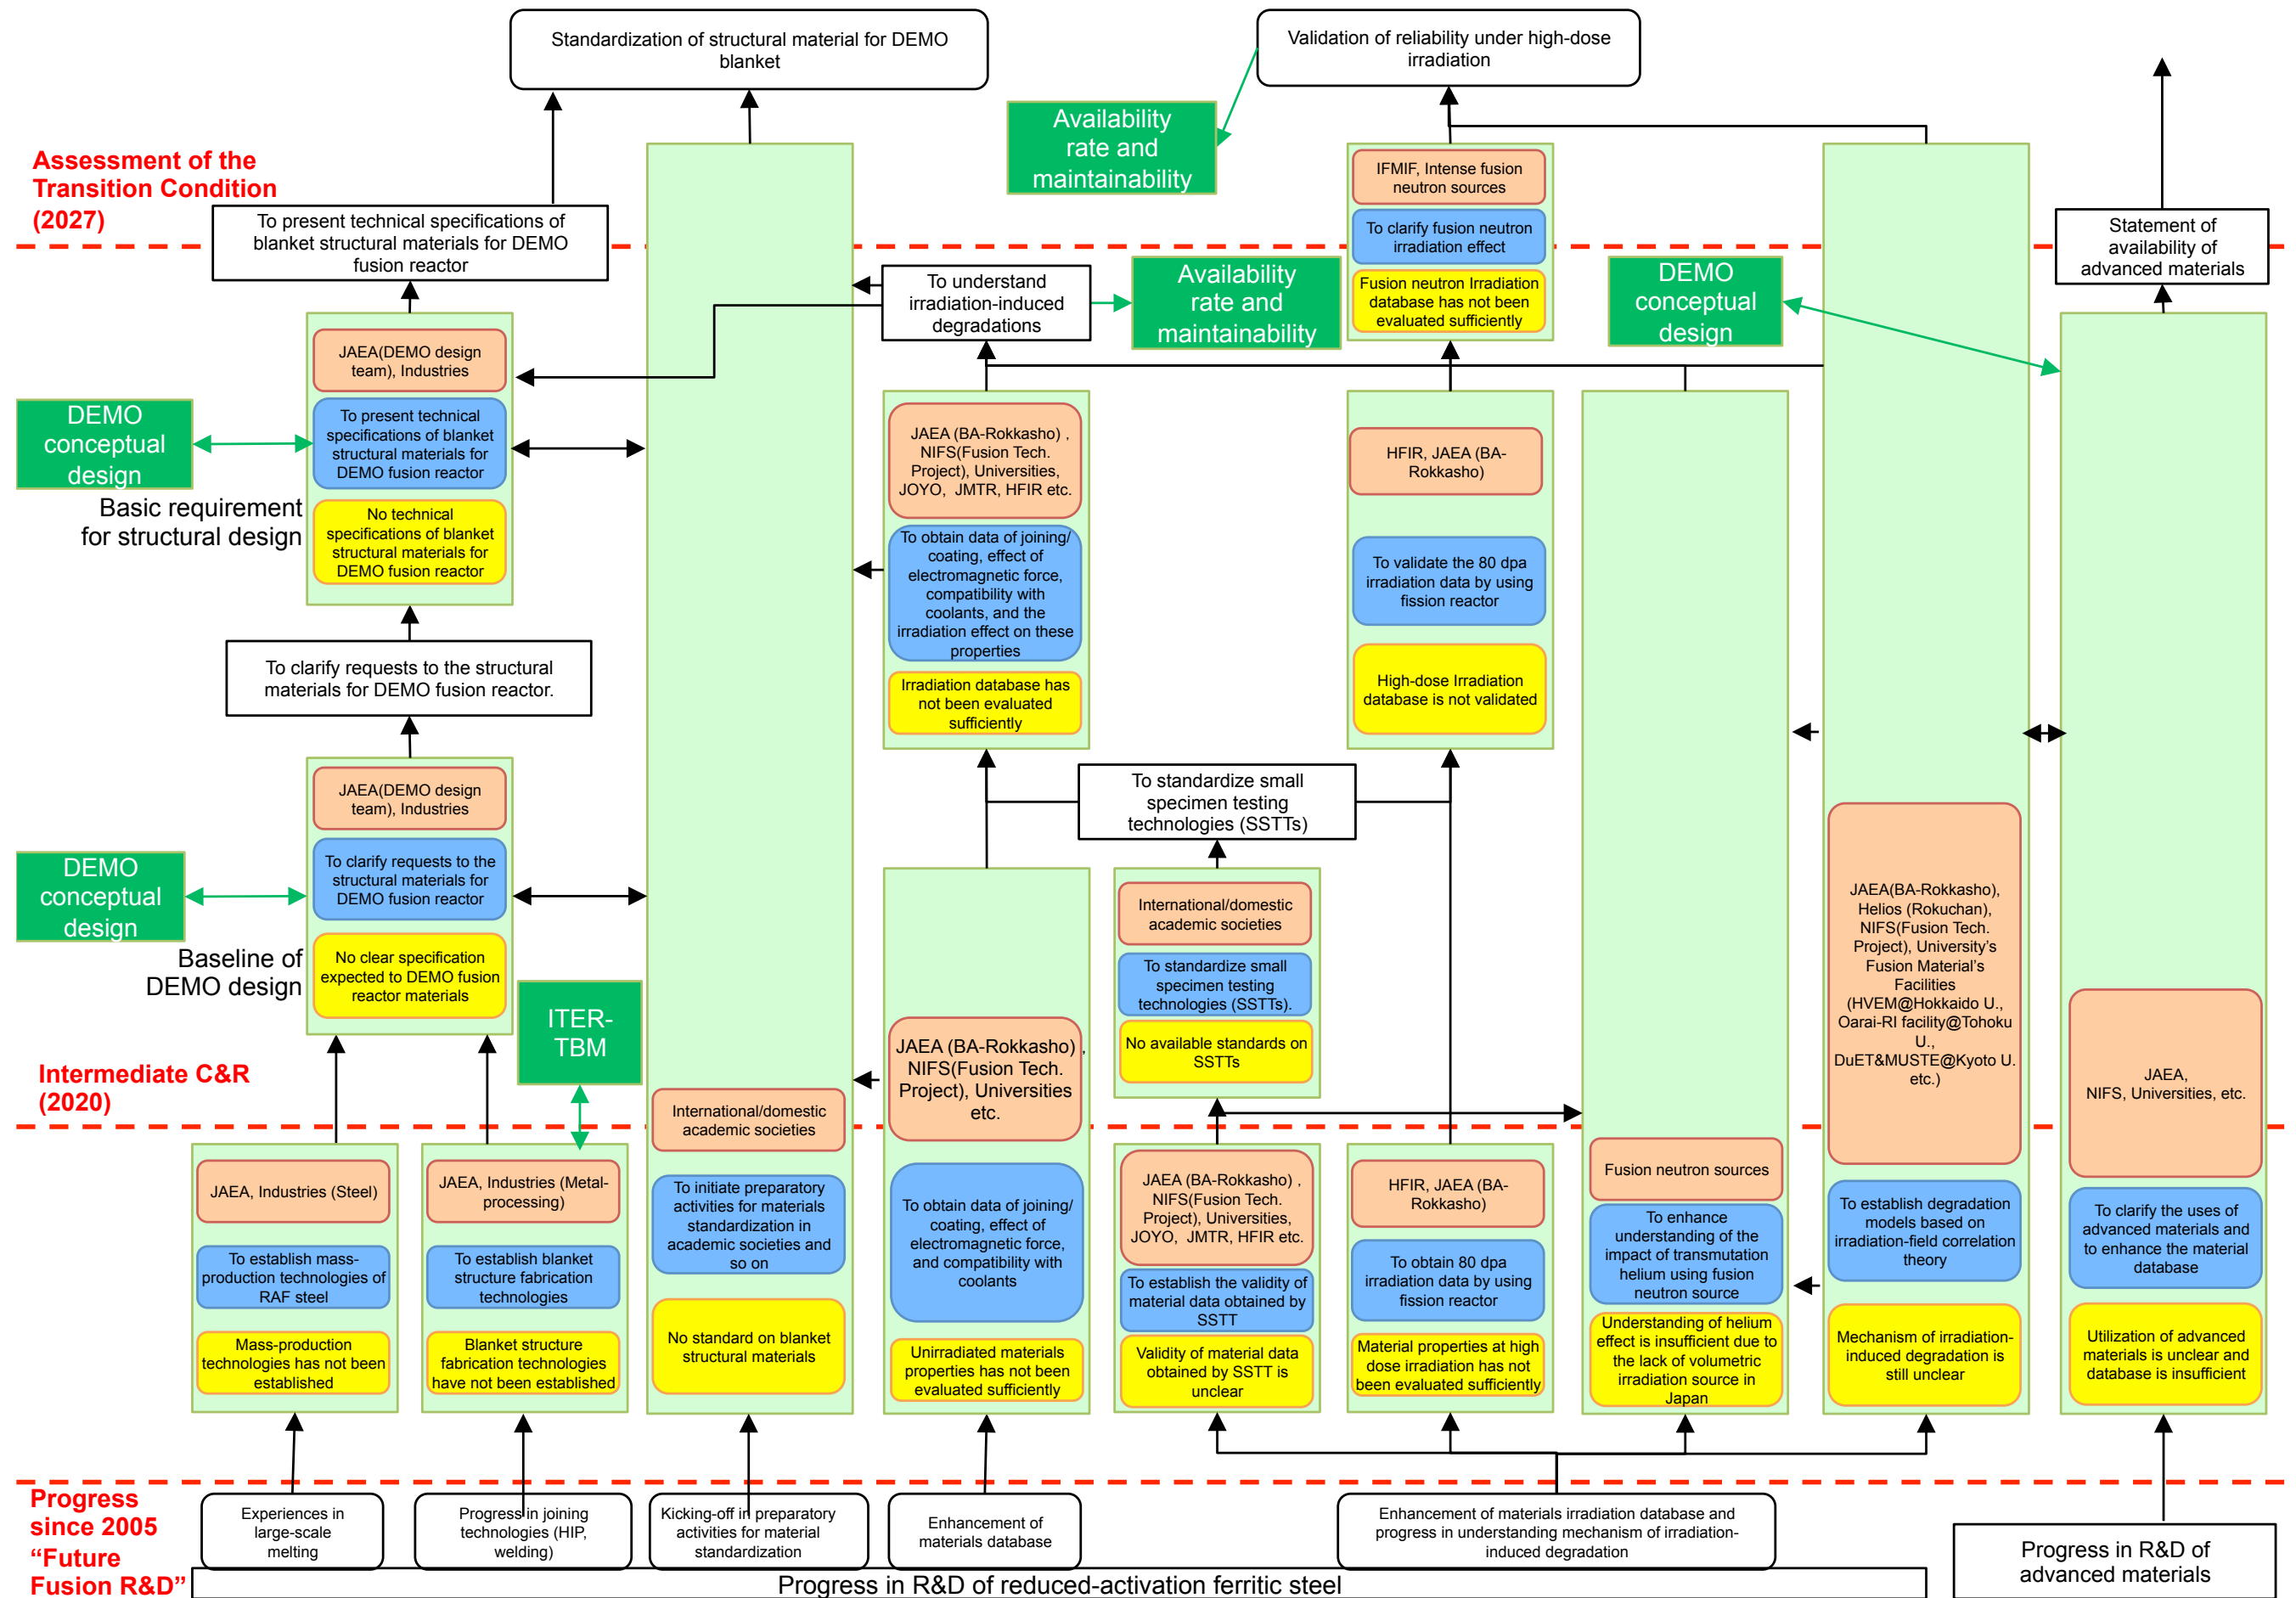 Standardization of structural material for DEMO
blanket
Validation of reliability under high-dose
irradiation
Availability
rate and
maintainability
Assessment of the
Transition Condition
(2027)
IFMIF, Intense fusion
neutron sources
To clarify fusion neutron
irradiation effect
Fusion neutron Irradiation
database has not been
evaluated sufficiently
To present technical specifications of
blanket structural materials for DEMO
fusion reactor
Statement of
availability of
advanced materials
To understand
irradiation-induced
degradations
Availability
rate and
maintainability
DEMO
conceptual
design
JAEA(DEMO design
team), Industries
To present technical
specifications of blanket
structural materials for
DEMO fusion reactor
No technical
specifications of blanket
structural materials for
DEMO fusion reactor
DEMO
conceptual
design
Basic requirement
for structural design
JAEA (BA-Rokkasho) ,
NIFS(Fusion Tech.
Project), Universities,
JOYO, JMTR, HFIR etc.
To obtain data of joining/
coating, effect of
electromagnetic force,
compatibility with
coolants, and the
irradiation effect on these
properties
Irradiation database has
not been evaluated
sufficiently
HFIR, JAEA (BA-
Rokkasho)
To validate the 80 dpa
irradiation data by using
fission reactor
High-dose Irradiation
database is not validated
To clarify requests to the structural
materials for DEMO fusion reactor.
To standardize small
specimen testing
technologies (SSTTs)
JAEA(DEMO design
team), Industries
To clarify requests to the
structural materials for
DEMO fusion reactor
No clear specification
expected to DEMO fusion
reactor materials
DEMO
conceptual
design
Baseline of
DEMO design
ITER-
TBM
International/domestic
academic societies
To standardize small
specimen testing
technologies (SSTTs).
No available standards on
SSTTs
Intermediate C&R
(2020)
JAEA, Industries (Steel)
To establish mass-
production technologies of
RAF steel
Mass-production
technologies has not been
established
JAEA, Industries (Metal-
processing)
To establish blanket
structure fabrication
technologies
Blanket structure
fabrication technologies
have not been established
International/domestic
academic societies
To initiate preparatory
activities for materials
standardization in
academic societies and
so on
No standard on blanket
structural materials
JAEA (BA-Rokkasho) ,
NIFS(Fusion Tech.
Project), Universities
etc.
To obtain data of joining/
coating, effect of
electromagnetic force,
and compatibility with
coolants
Unirradiated materials
properties has not been
evaluated sufficiently
JAEA (BA-Rokkasho) ,
NIFS(Fusion Tech.
Project), Universities,
JOYO, JMTR, HFIR etc.
To establish the validity of
material data obtained by
SSTT
Validity of material data
obtained by SSTT is
unclear
HFIR, JAEA (BA-
Rokkasho)
To obtain 80 dpa
irradiation data by using
fission reactor
Material properties at high
dose irradiation has not
been evaluated sufficiently
Fusion neutron sources
To enhance
understanding of the
impact of transmutation
helium using fusion
neutron source
Understanding of helium
effect is insufficient due to
the lack of volumetric
irradiation source in
Japan
JAEA(BA-Rokkasho),
Helios (Rokuchan),
NIFS(Fusion Tech.
Project), University's
Fusion Material's
Facilities
(HVEM@Hokkaido U.,
Oarai-RI facility@Tohoku
U.,
DuET&MUSTE@Kyoto U.
etc.)
To establish degradation
models based on
irradiation-field correlation
theory
Mechanism of irradiation-
induced degradation is
still unclear
JAEA,
NIFS, Universities, etc.
To clarify the uses of
advanced materials and
to enhance the material
database
Utilization of advanced
materials is unclear and
database is insufficient
Progress
since 2005
“Future
Fusion R&D”
Experiences in
large-scale
melting
Progress in joining
technologies (HIP,
welding)
Kicking-off in preparatory
activities for material
standardization
Enhancement of
materials database
Enhancement of materials irradiation database and
progress in understanding mechanism of irradiation-
induced degradation
Progress in R&D of
advanced materials
Progress in R&D of reduced-activation ferritic steel